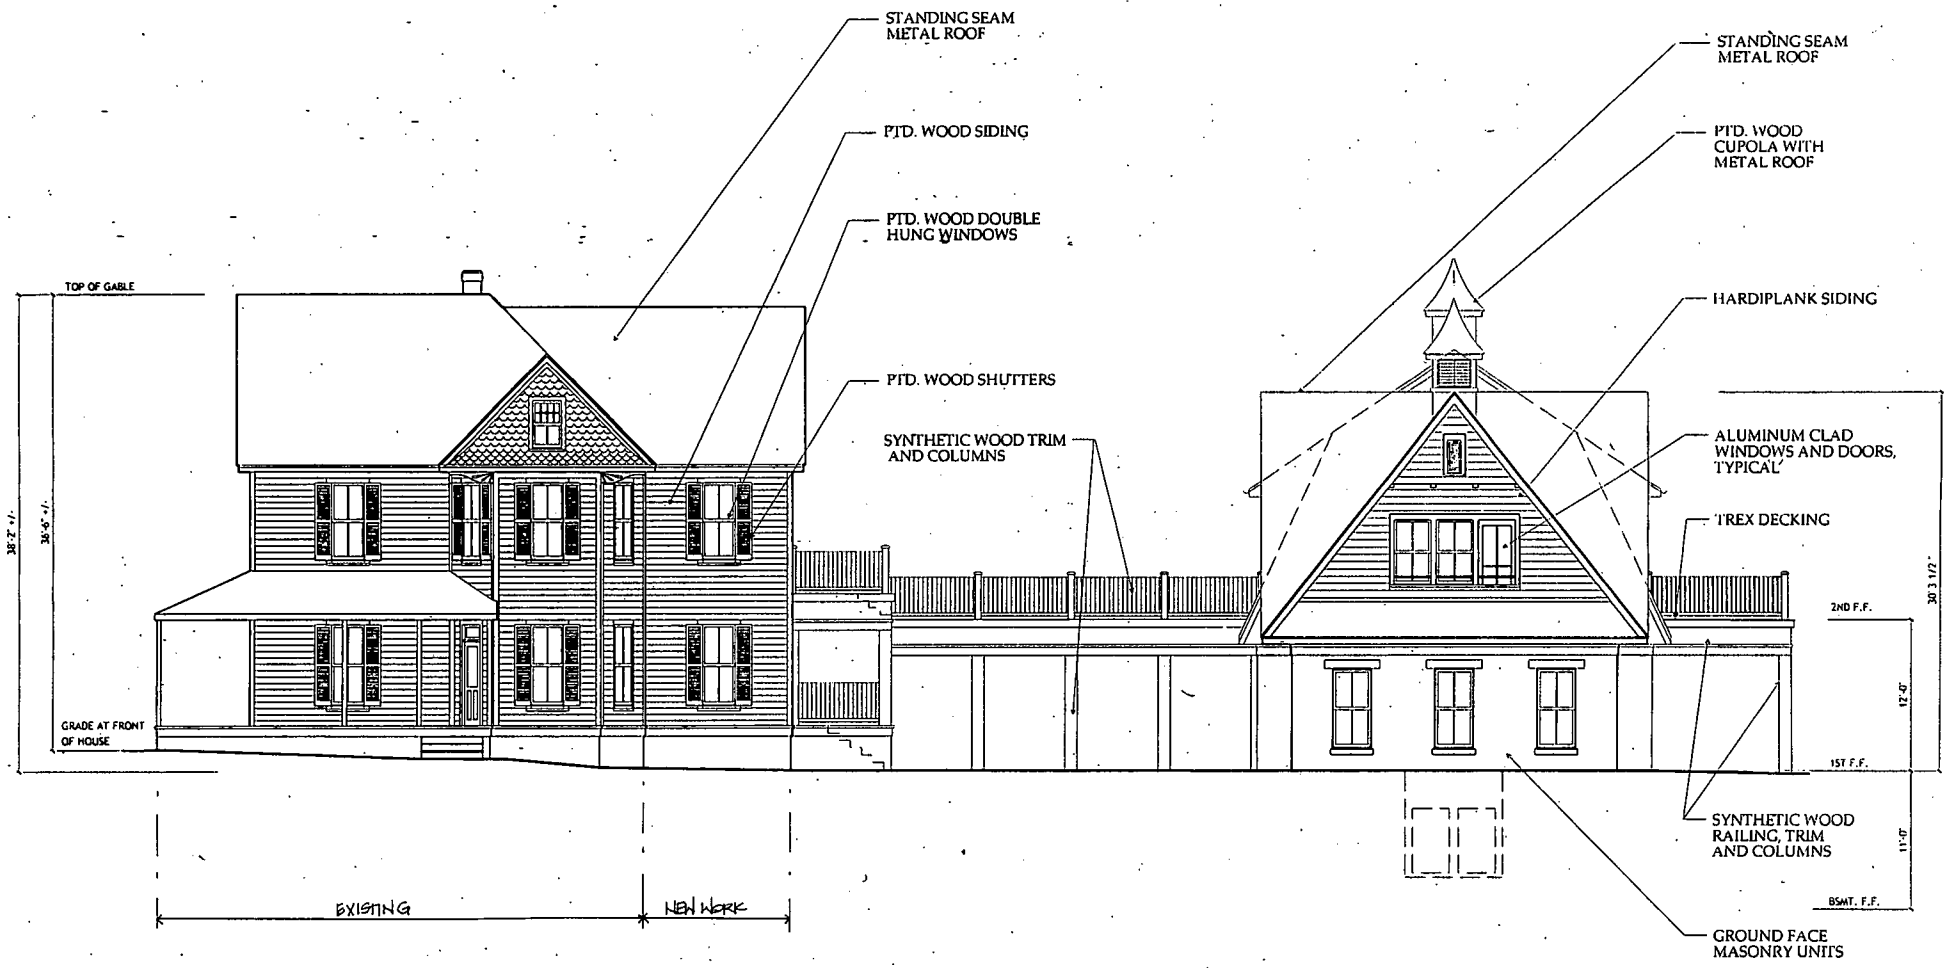 STANDING SEAM
METAL ROOF
PTD. WOOD SIDING
PTD. WOOD DOUBLE
HUNG WINDOWS
PTD. WOOD SHUTTERS
SYNTHETIC WOOD TRIM
AND COLUMNS
STANDING SEAM
METAL ROOF
PTD. WOOD
CUPOLA WITH
METAL ROOF
HARDIPLANK SIDING
ALUMINUM CLAD
WINDOWS AND DOORS,
TYPICAL
TREX DECKING
SYNTHETIC WOOD
RAILING, TRIM
AND COLUMNS
GROUND FACE
MASONRY UNITS
TOP OF GABLE
38'-2" +/-
36'-6" +/-
GRADE AT FRONT
OF HOUSE
2ND F.F.
30'3 1/2"
12'-0"
1ST F.F.
11'-0"
BSMT. F.F.
EXISTING
NEW WORK